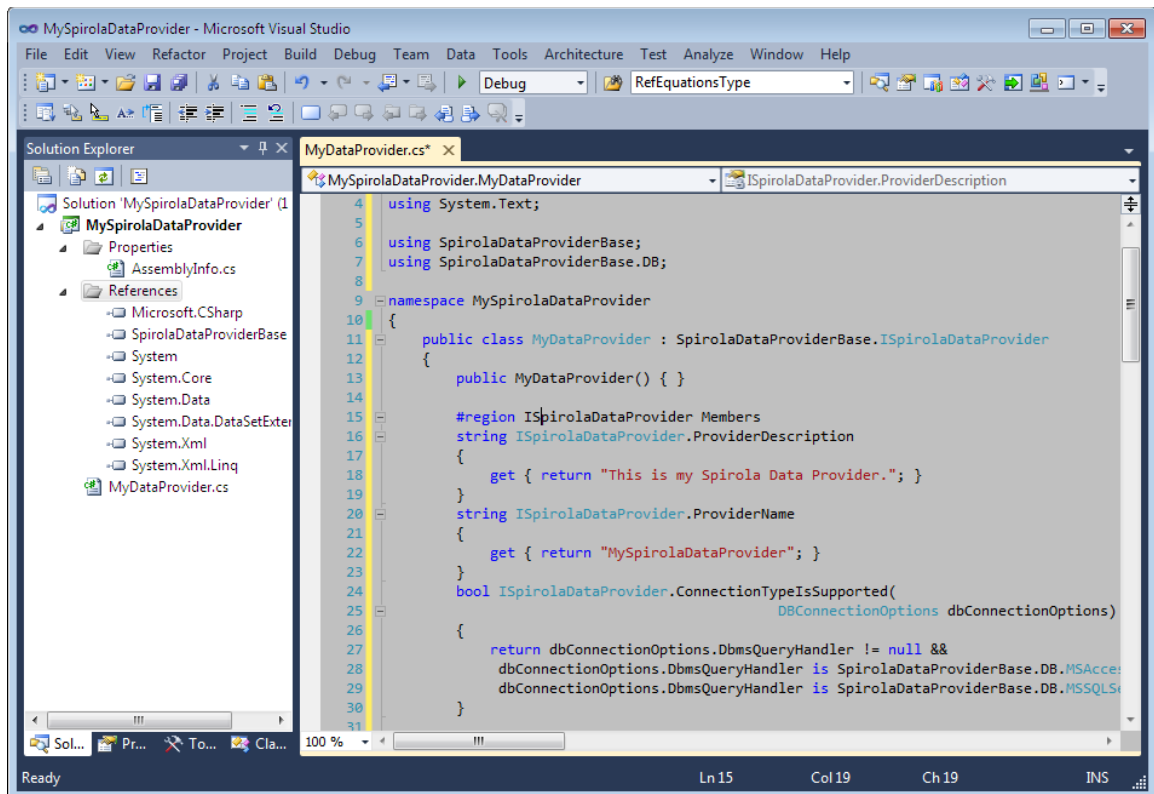 MySpirolaDataProvider - Microsoft Visual Studio
File Edit View Refactor Project Build Debug Team Data Tools Architecture Test Analyze Window Help
Debug RefEquationsType
Solution Explorer
MyDataProvider.cs*
MySpirolaDataProvider.MyDataProvider
ISpirolaDataProvider.ProviderDescription
Solution 'MySpirolaDataProvider' (1
MySpirolaDataProvider
Properties
AssemblyInfo.cs
References
Microsoft.CSharp
SpirolaDataProviderBase
System
System.Core
System.Data
System.Data.DataSetExter
System.Xml
System.Xml.Linq
MyDataProvider.cs
4 using System.Text;
5
6 using SpirolaDataProviderBase;
7 using SpirolaDataProviderBase.DB;
8
9 namespace MySpirolaDataProvider
10 {
11 public class MyDataProvider : SpirolaDataProviderBase.ISpirolaDataProvider
12 {
13 public MyDataProvider() { }
14
15 #region ISpirolaDataProvider Members
16 string ISpirolaDataProvider.ProviderDescription
17 {
18 get { return "This is my Spirola Data Provider."; }
19 }
20 string ISpirolaDataProvider.ProviderName
21 {
22 get { return "MySpirolaDataProvider"; }
23 }
24 bool ISpirolaDataProvider.ConnectionTypeIsSupported(
25 DBConnectionOptions dbConnectionOptions)
26 {
27 return dbConnectionOptions.DbmsQueryHandler != null &&
28 dbConnectionOptions.DbmsQueryHandler is SpirolaDataProviderBase.DB.MSAcce
29 dbConnectionOptions.DbmsQueryHandler is SpirolaDataProviderBase.DB.MSSQLSe
30 }
31
Sol... Pr... To... Cla...
100 %
Ready Ln 15 Col 19 Ch 19 INS